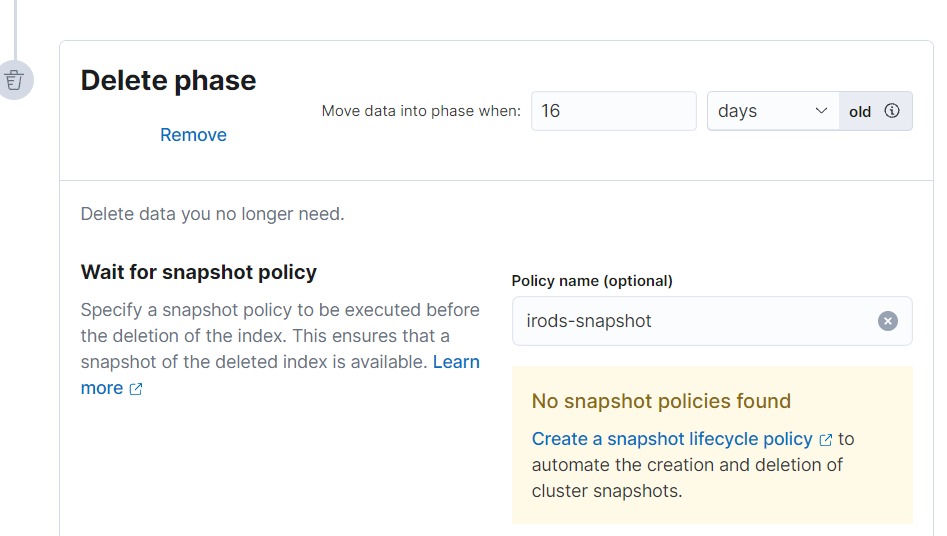 Delete phase
Move data into phase when: 16 days old
Remove
Delete data you no longer need.
Wait for snapshot policy
Specify a snapshot policy to be executed before
the deletion of the index. This ensures that a
snapshot of the deleted index is available. Learn
more
Policy name (optional)
irods-snapshot
No snapshot policies found
Create a snapshot lifecycle policy to
automate the creation and deletion of
cluster snapshots.